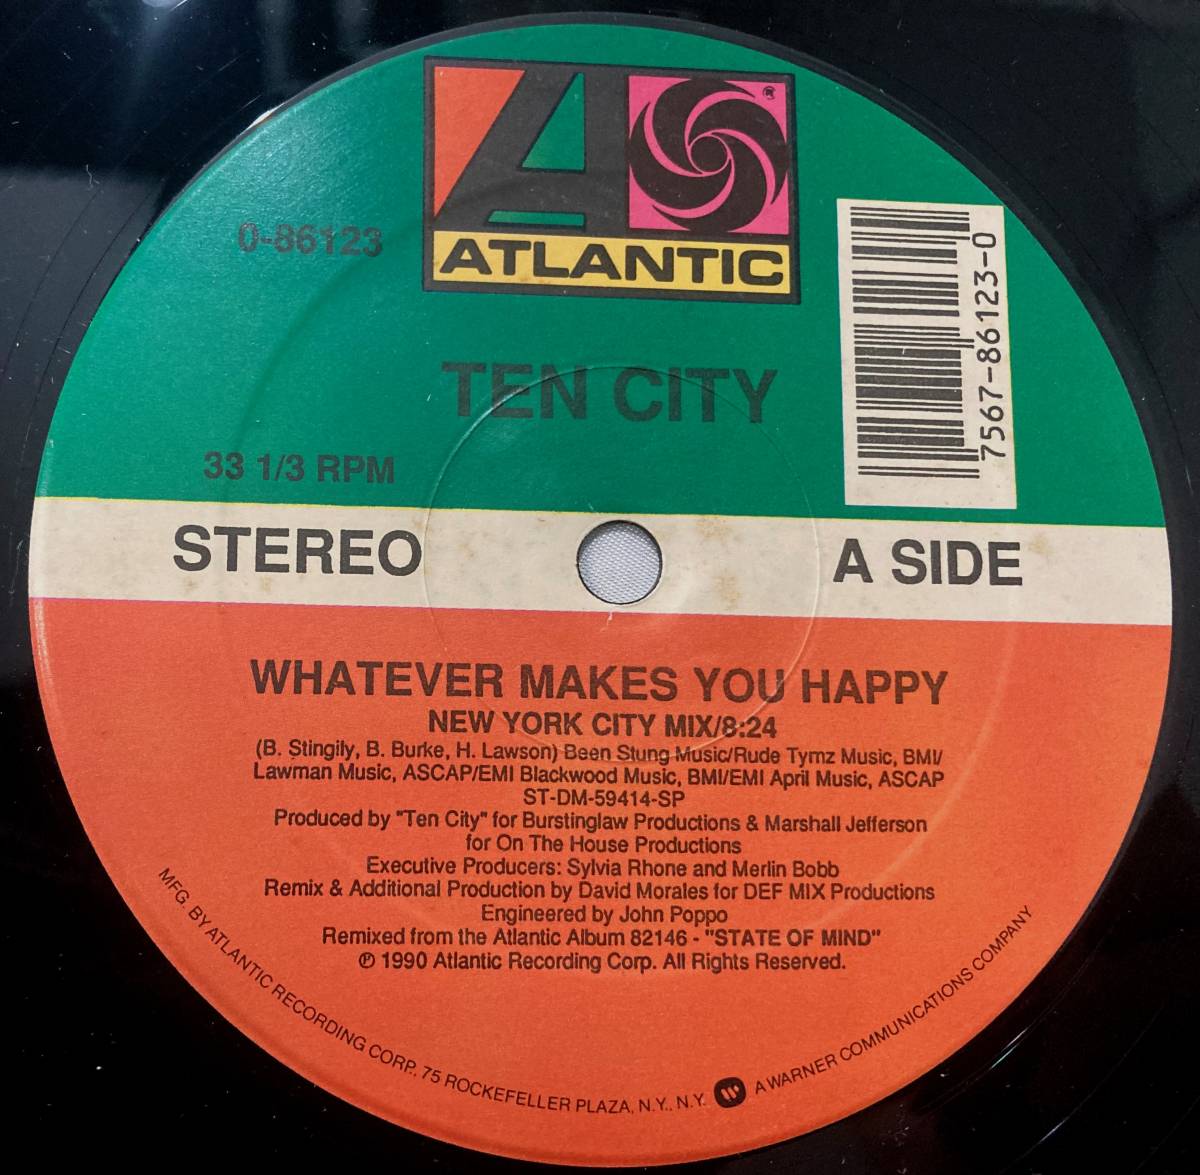 ATLANTIC
®
0-86123
7567-86123-0
TEN CITY
33 1/3 RPM
STEREO
A SIDE
WHATEVER MAKES YOU HAPPY
NEW YORK CITY MIX/8:24
(B. Stingily, B. Burke, H. Lawson) Been Stung Music/Rude Tymz Music, BMI/
Lawman Music, ASCAP/EMI Blackwood Music, BMI/EMI April Music, ASCAP
ST-DM-59414-SP
Produced by "Ten City" for Burstinglaw Productions & Marshall Jefferson
for On The House Productions
Executive Producers: Sylvia Rhone and Merlin Bobb
Remix & Additional Production by David Morales for DEF MIX Productions
Engineered by John Poppo
Remixed from the Atlantic Album 82146 - "STATE OF MIND"
℗ 1990 Atlantic Recording Corp. All Rights Reserved.
MFG. BY ATLANTIC RECORDING CORP., 75 ROCKEFELLER PLAZA, N.Y., N.Y. A WARNER COMMUNICATIONS COMPANY